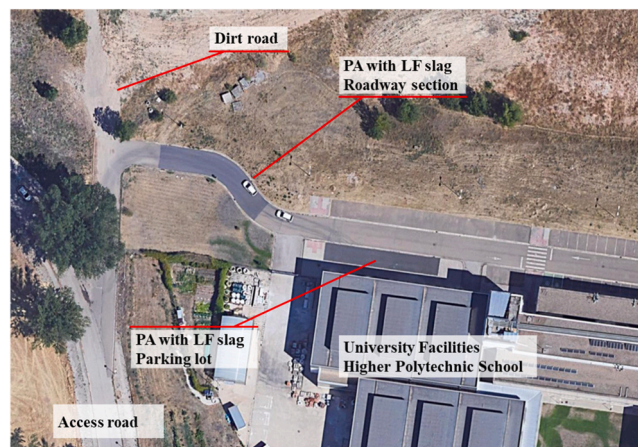 Dirt road
PA with LF slag
Roadway section
PA with LF slag
Parking lot
University Facilities
Higher Polytechnic School
Access road